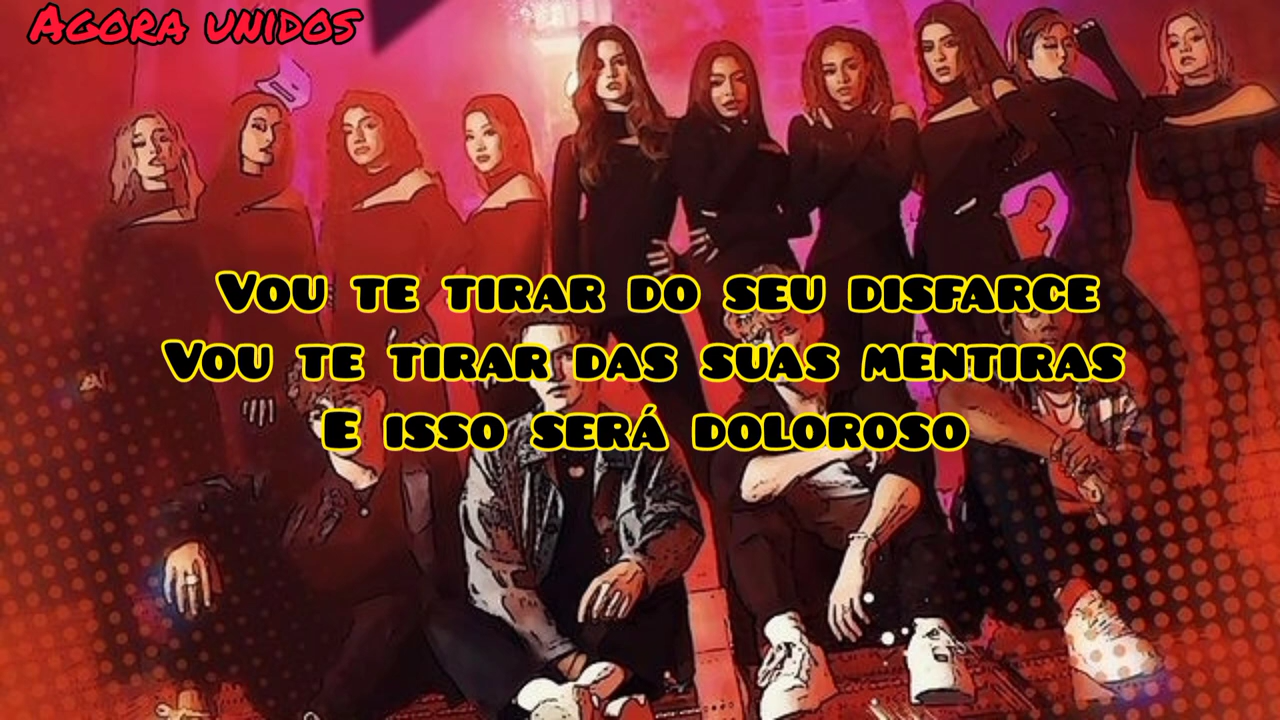 Agora unidos
Vou te tirar do seu disfarce
Vou te tirar das suas mentiras
E isso será doloroso